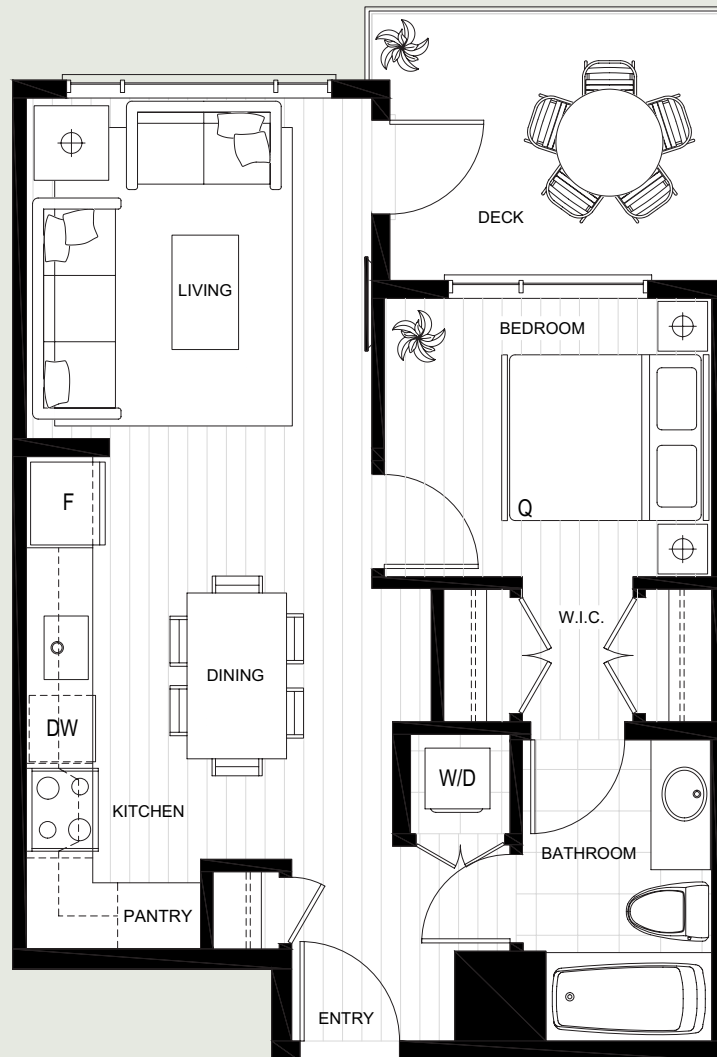 DECK
LIVING
BEDROOM
F
Q
W.I.C.
DINING
DW
W/D
KITCHEN
BATHROOM
PANTRY
ENTRY